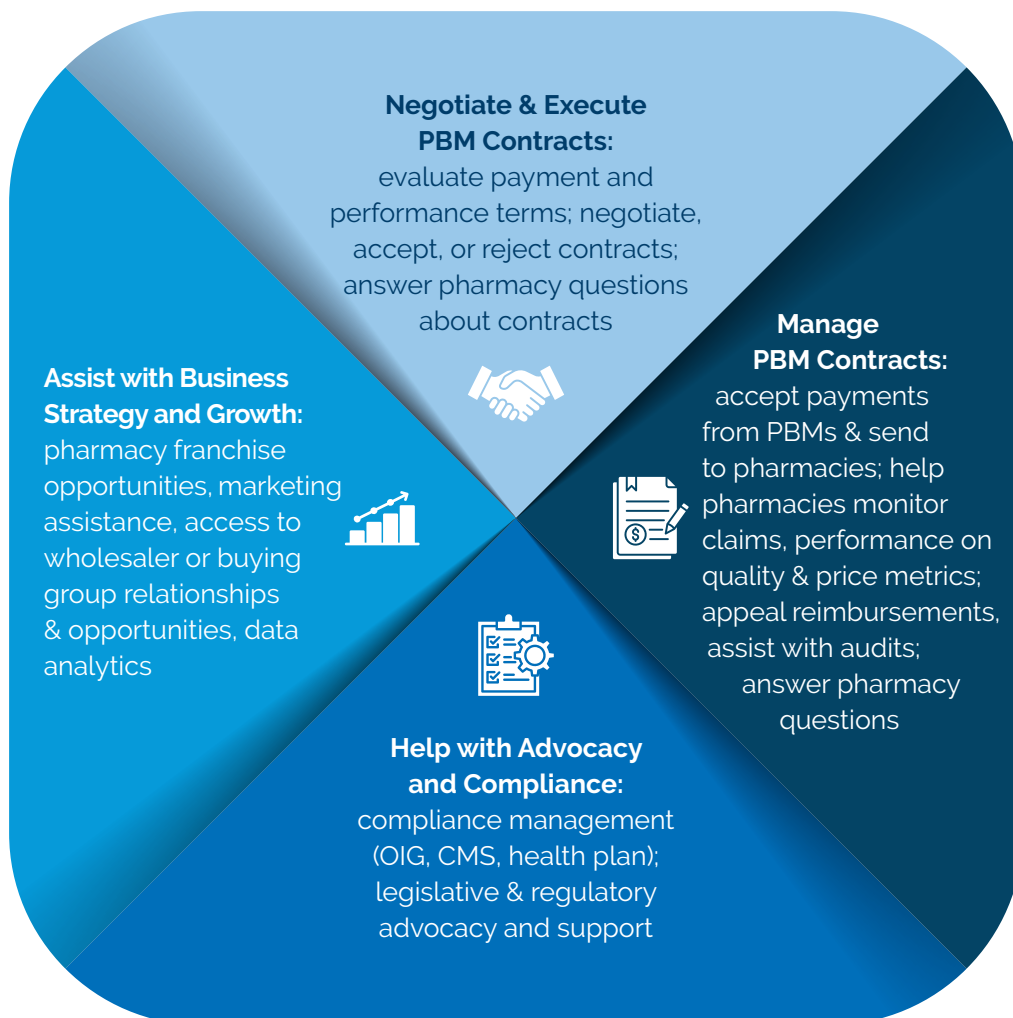 Negotiate & Execute
PBM Contracts:
evaluate payment and
performance terms; negotiate,
accept, or reject contracts;
answer pharmacy questions
about contracts
Manage
PBM Contracts:
accept payments
from PBMs & send
to pharmacies; help
pharmacies monitor
claims, performance on
quality & price metrics;
appeal reimbursements,
assist with audits;
answer pharmacy
questions
$
Help with Advocacy
and Compliance:
compliance management
(OIG, CMS, health plan);
legislative & regulatory
advocacy and support
Assist with Business
Strategy and Growth:
pharmacy franchise
opportunities, marketing
assistance, access to
wholesaler or buying
group relationships
& opportunities, data
analytics